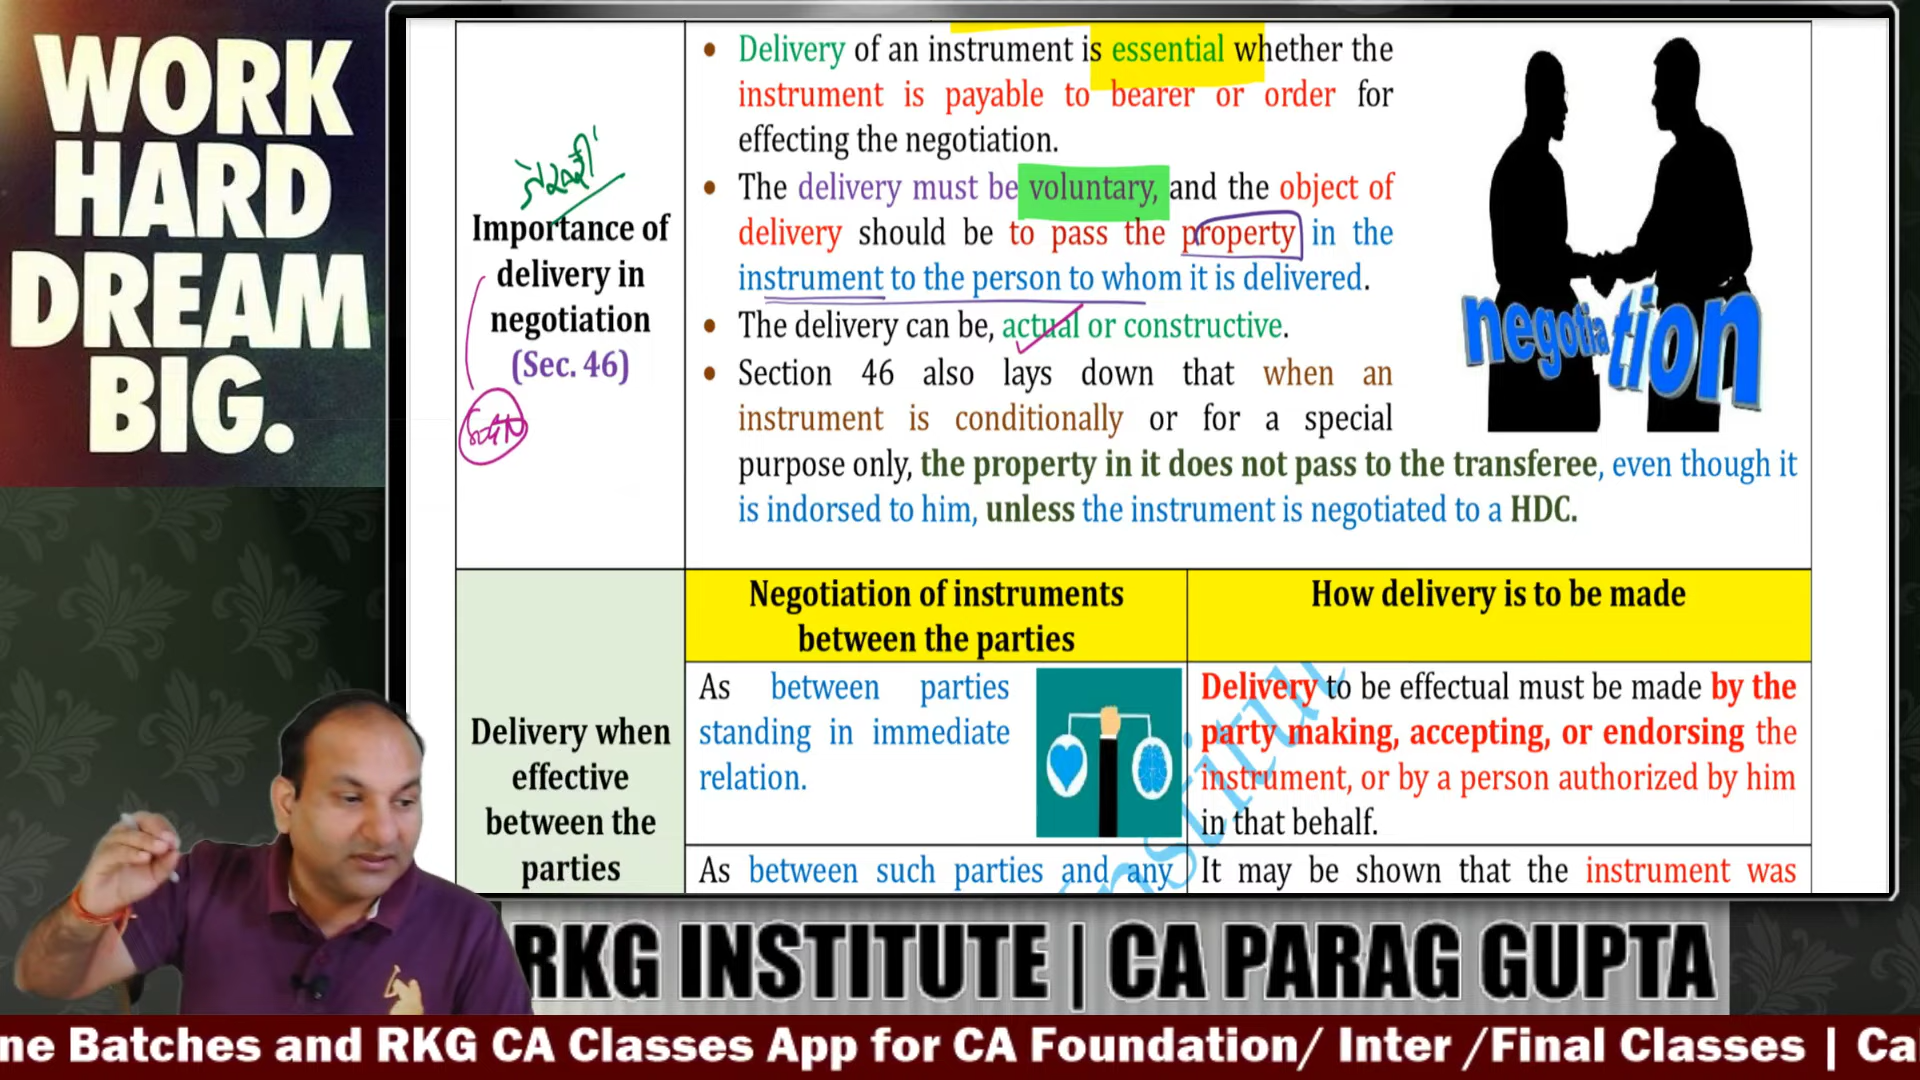 WORK
HARD
DREAM
BIG.
Importance of
delivery in
negotiation
(Sec. 46)
• Delivery of an instrument is essential whether the
instrument is payable to bearer or order for
effecting the negotiation.
• The delivery must be voluntary, and the object of
delivery should be to pass the property in the
instrument to the person to whom it is delivered.
• The delivery can be, actual or constructive.
• Section 46 also lays down that when an
instrument is conditionally or for a special
purpose only, the property in it does not pass to the transferee, even though it
is indorsed to him, unless the instrument is negotiated to a HDC.
negotiation
Delivery when
effective
between the
parties
Negotiation of instruments
between the parties
How delivery is to be made
As between parties
standing in immediate
relation.
Delivery to be effectual must be made by the
party making, accepting, or endorsing the
instrument, or by a person authorized by him
in that behalf.
As between such parties and any
It may be shown that the instrument was
RKG INSTITUTE | CA PARAG GUPTA
ne Batches and RKG CA Classes App for CA Foundation/ Inter /Final Classes | Ca